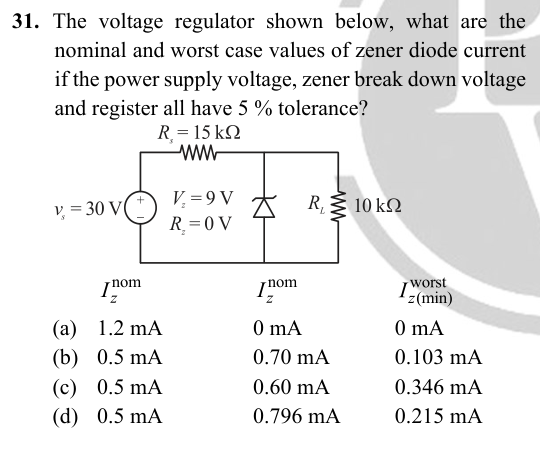 31. The voltage regulator shown below, what are the
nominal and worst case values of zener diode current
if the power supply voltage, zener break down voltage
and register all have 5 % tolerance?
R_s = 15 kΩ
v_s = 30 V
+
−
V_z = 9 V
R_z = 0 V
R_L
10 kΩ
I_z^nom I_z^nom I_z(min)^worst
(a) 1.2 mA 0 mA 0 mA
(b) 0.5 mA 0.70 mA 0.103 mA
(c) 0.5 mA 0.60 mA 0.346 mA
(d) 0.5 mA 0.796 mA 0.215 mA